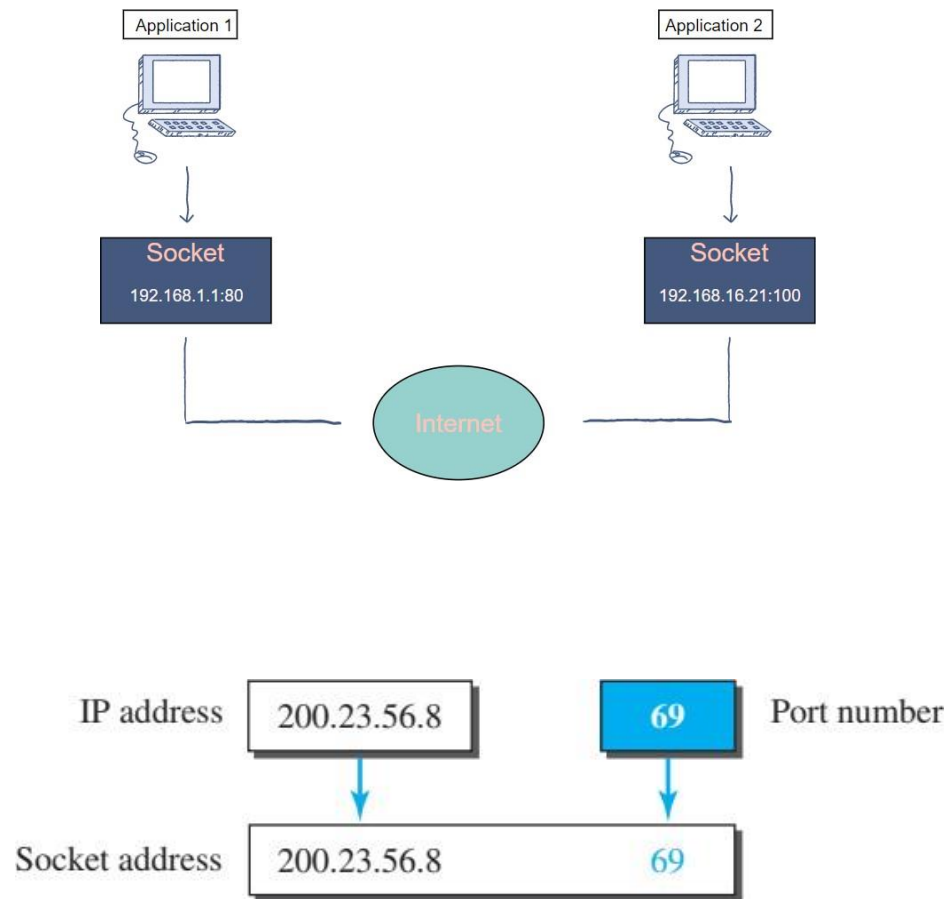 Application 1
Application 2
Socket
192.168.1.1:80
Socket
192.168.16.21:100
Internet
IP address
200.23.56.8
69
Port number
Socket address
200.23.56.8 69